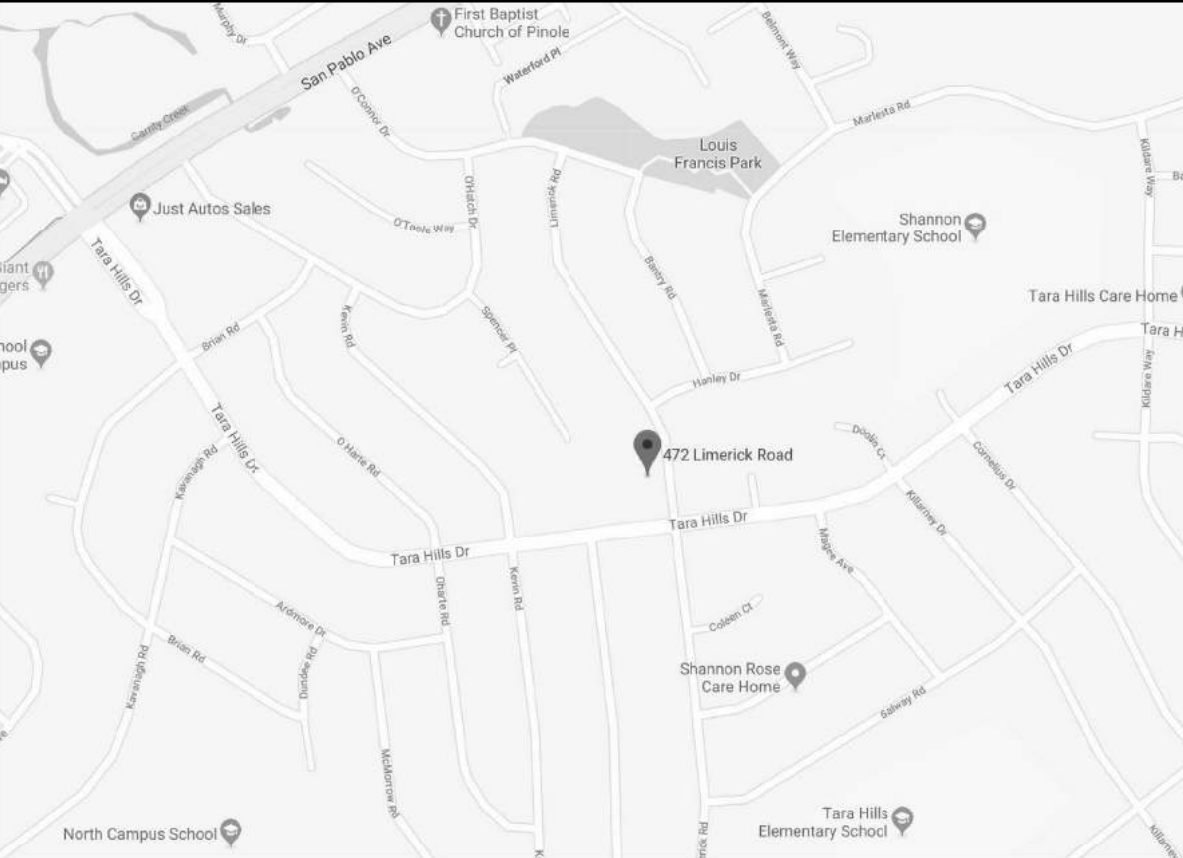 First Baptist
Church of Pinole
Murphy Dr
San Pablo Ave
Belmont Way
Waterford Pl
Garrity Creek
O'Connor Dr
Marlesta Rd
Louis
Francis Park
Kildare Way
Just Autos Sales
O'Hatch Dr
Limerick Rd
O'Toole Way
Shannon
Elementary School
Tara Hills Dr
Bantry Rd
Marlesta Rd
Tara Hills Care Home
Kevin Rd
Spencer Pl
Brian Rd
Tara H
Tara Hills Dr
Hanley Dr
Kildare Way
Tara Hills Dr
O Harte Rd
Kavanagh Rd
472 Limerick Road
Doolin Ct
Cornelius Dr
Killarney Dr
Tara Hills Dr
Tara Hills Dr
Magee Ave
Kevin Rd
Oharte Rd
Ardmore Dr
Coleen Ct
Brian Rd
Dundee Rd
Kavanagh Rd
Shannon Rose
Care Home
Galway Rd
McMorrow Rd
North Campus School
Tara Hills
Elementary School
rick Rd
Killarney